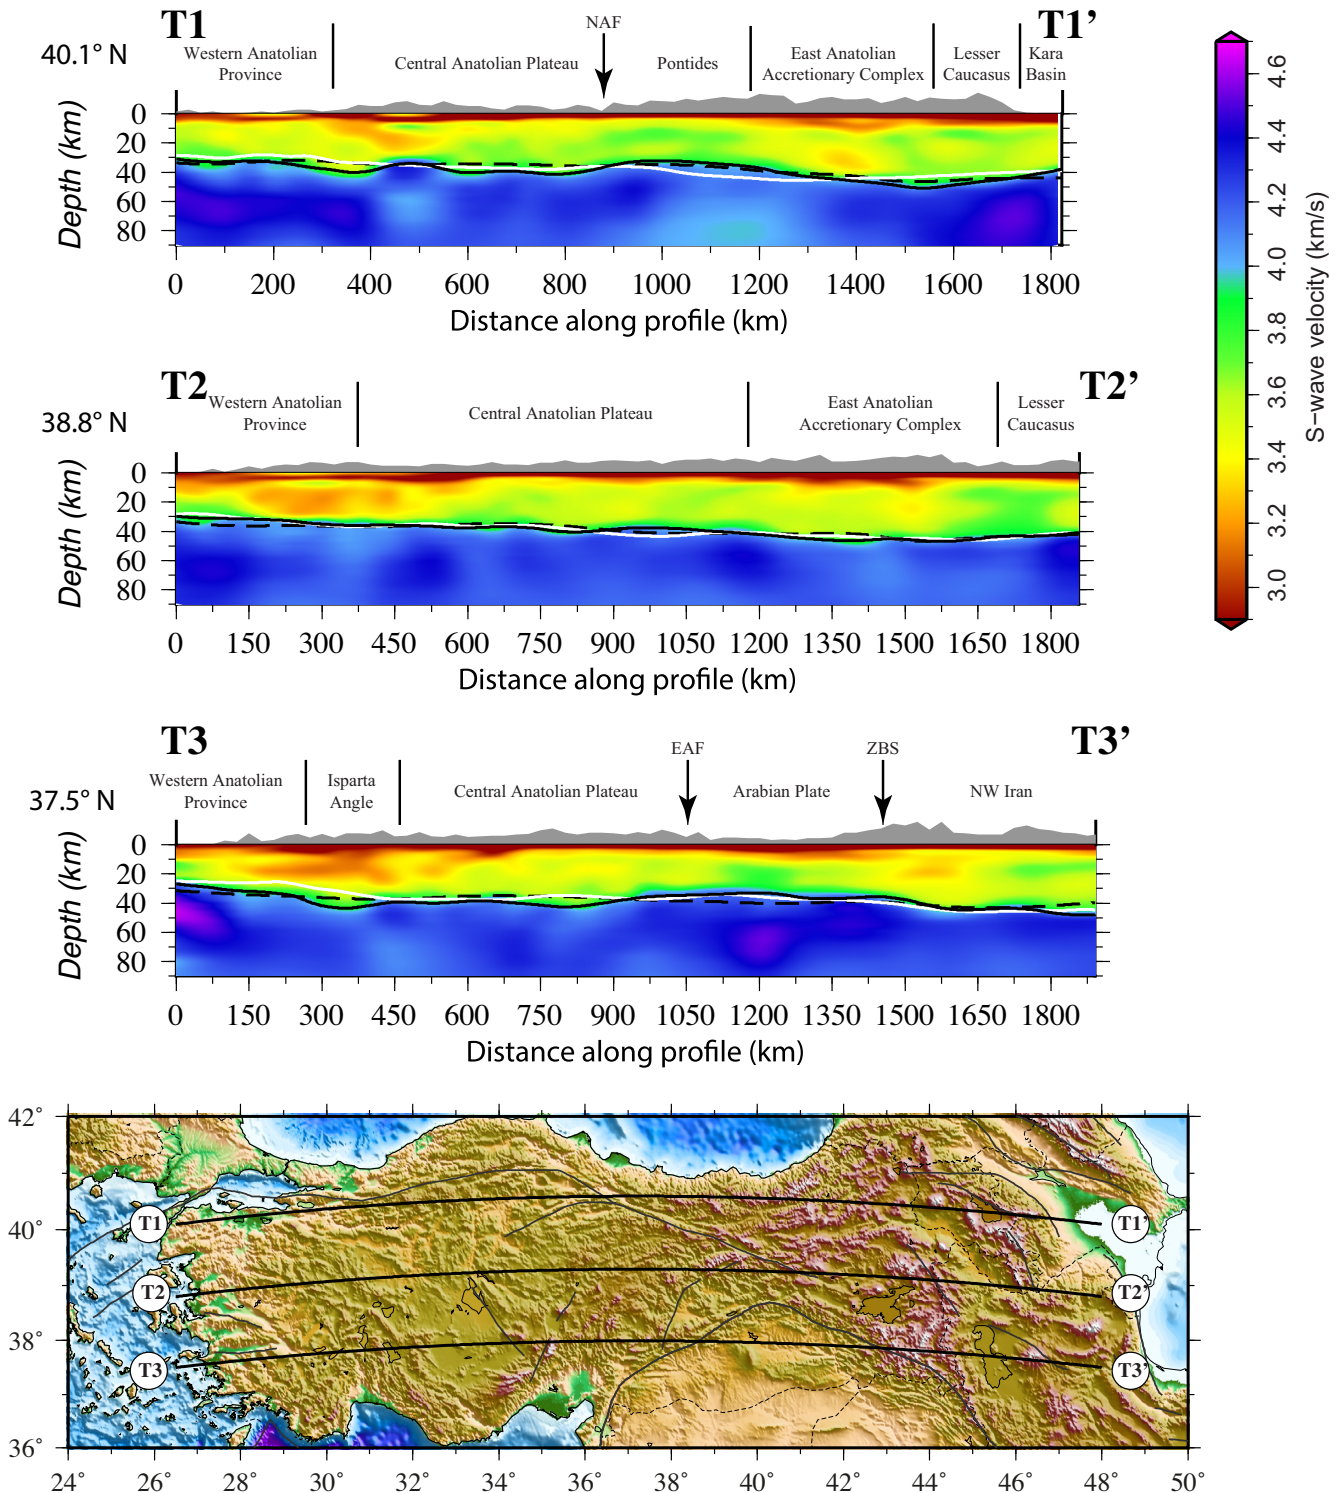 T1
T1’
NAF
40.1° N
Western Anatolian
Province
Central Anatolian Plateau
Pontides
East Anatolian
Accretionary Complex
Lesser
Caucasus
Kara
Basin
Depth (km)
0
20
40
60
80
0 200 400 600 800 1000 1200 1400 1600 1800
Distance along profile (km)
4.6
4.4
4.2
4.0
3.8
3.6
3.4
3.2
3.0
S−wave velocity (km/s)
T2
T2’
38.8° N
Western Anatolian
Province
Central Anatolian Plateau
East Anatolian
Accretionary Complex
Lesser
Caucasus
Depth (km)
0
20
40
60
80
0 150 300 450 600 750 900 1050 1200 1350 1500 1650 1800
Distance along profile (km)
T3
T3’
EAF
ZBS
37.5° N
Western Anatolian
Province
Isparta
Angle
Central Anatolian Plateau
Arabian Plate
NW Iran
Depth (km)
0
20
40
60
80
0 150 300 450 600 750 900 1050 1200 1350 1500 1650 1800
Distance along profile (km)
42°
40°
38°
36°
T1
T1’
T2
T2’
T3
T3’
24° 26° 28° 30° 32° 34° 36° 38° 40° 42° 44° 46° 48° 50°